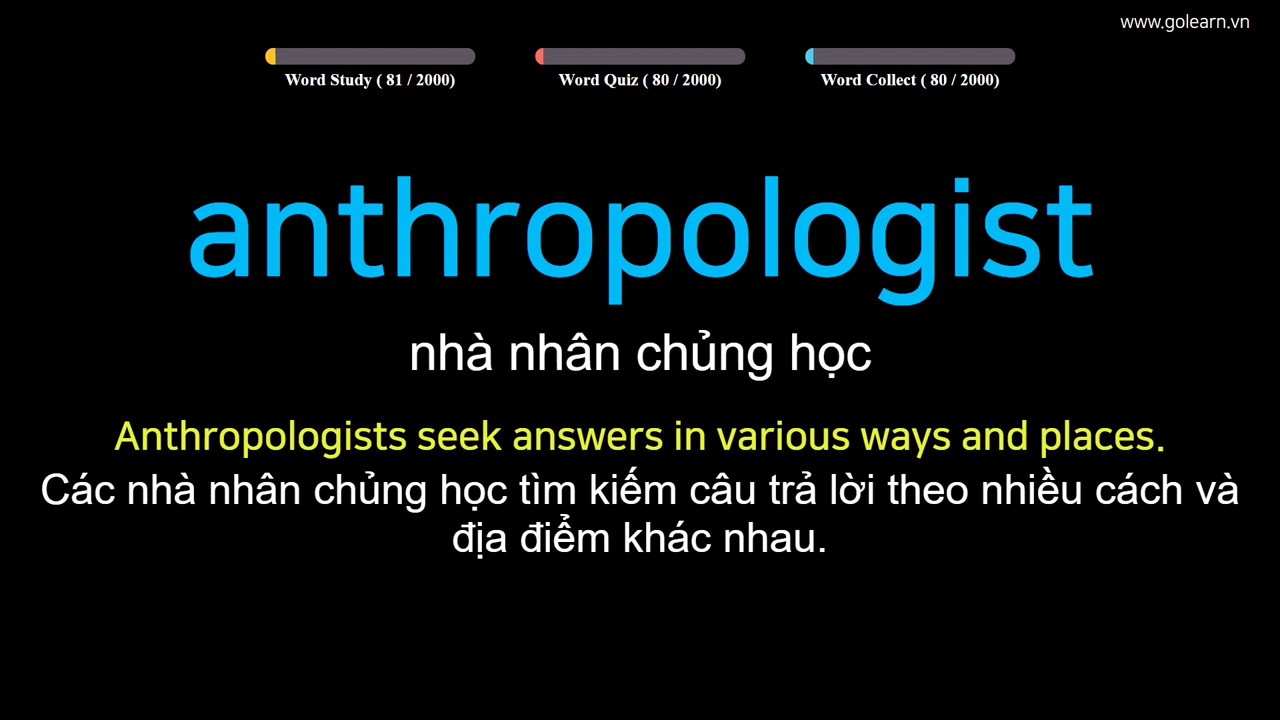 www.golearn.vn
Word Study ( 81 / 2000)
Word Quiz ( 80 / 2000)
Word Collect ( 80 / 2000)
anthropologist
nhà nhân chủng học
Anthropologists seek answers in various ways and places.
Các nhà nhân chủng học tìm kiếm câu trả lời theo nhiều cách và
địa điểm khác nhau.